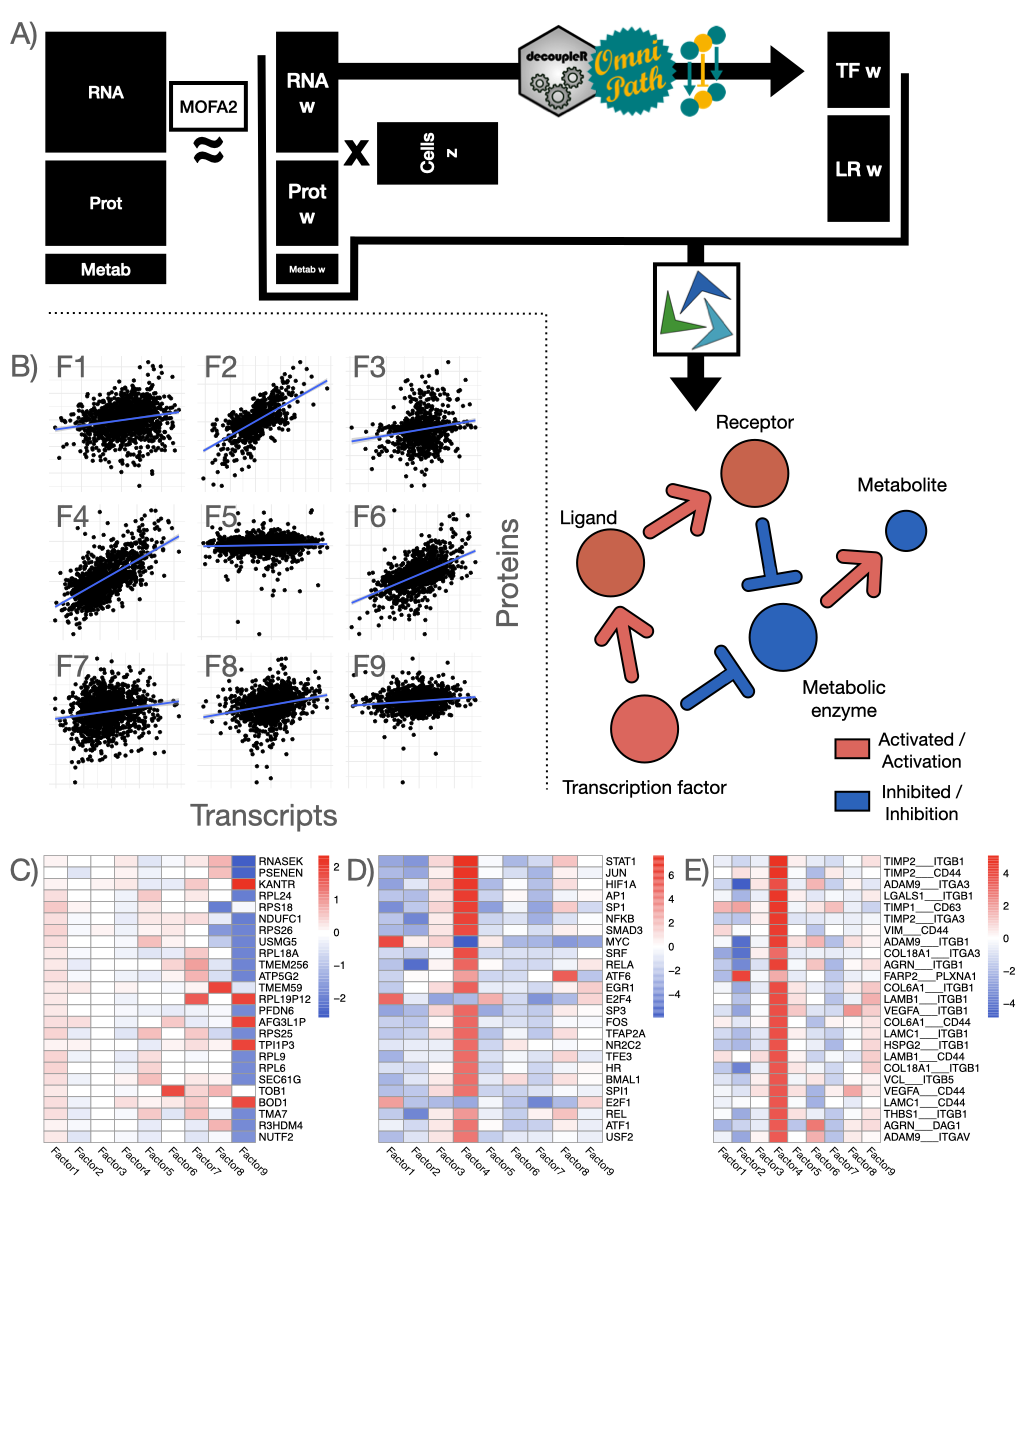 A)
RNA
Prot
Metab
MOFA2
≈
RNA
w
Prot
w
Metab w
x
Cells
z
decoupleR
Omni
Path
TF w
LR w
B)
F1
F2
F3
F4
F5
F6
F7
F8
F9
Proteins
Transcripts
Receptor
Metabolite
Ligand
Metabolic
enzyme
Transcription factor
Activated /
Activation
Inhibited /
Inhibition
C)
RNASEK
PSENEN
KANTR
RPL24
RPS18
NDUFC1
RPS26
USMG5
RPL18A
TMEM256
ATP5G2
TMEM59
RPL19P12
PFDN6
AFG3L1P
RPS25
TPI1P3
RPL9
RPL6
SEC61G
TOB1
BOD1
TMA7
R3HDM4
NUTF2
2
1
0
−1
−2
Factor1
Factor2
Factor3
Factor4
Factor5
Factor6
Factor7
Factor8
Factor9
D)
STAT1
JUN
HIF1A
AP1
SP1
NFKB
SMAD3
MYC
SRF
RELA
ATF6
EGR1
E2F4
SP3
FOS
TFAP2A
NR2C2
TFE3
HR
BMAL1
SPI1
E2F1
REL
ATF1
USF2
6
4
2
0
−2
−4
Factor1
Factor2
Factor3
Factor4
Factor5
Factor6
Factor7
Factor8
Factor9
E)
TIMP2___ITGB1
TIMP2___CD44
ADAM9___ITGA3
LGALS1___ITGB1
TIMP1___CD63
TIMP2___ITGA3
VIM___CD44
ADAM9___ITGB1
COL18A1___ITGA3
AGRN___ITGB1
FARP2___PLXNA1
COL6A1___ITGB1
LAMB1___ITGB1
VEGFA___ITGB1
COL6A1___CD44
LAMC1___ITGB1
HSPG2___ITGB1
LAMB1___CD44
COL18A1___ITGB1
VCL___ITGB5
VEGFA___CD44
LAMC1___CD44
THBS1___ITGB1
AGRN___DAG1
ADAM9___ITGAV
4
2
0
−2
−4
Factor1
Factor2
Factor3
Factor4
Factor5
Factor6
Factor7
Factor8
Factor9